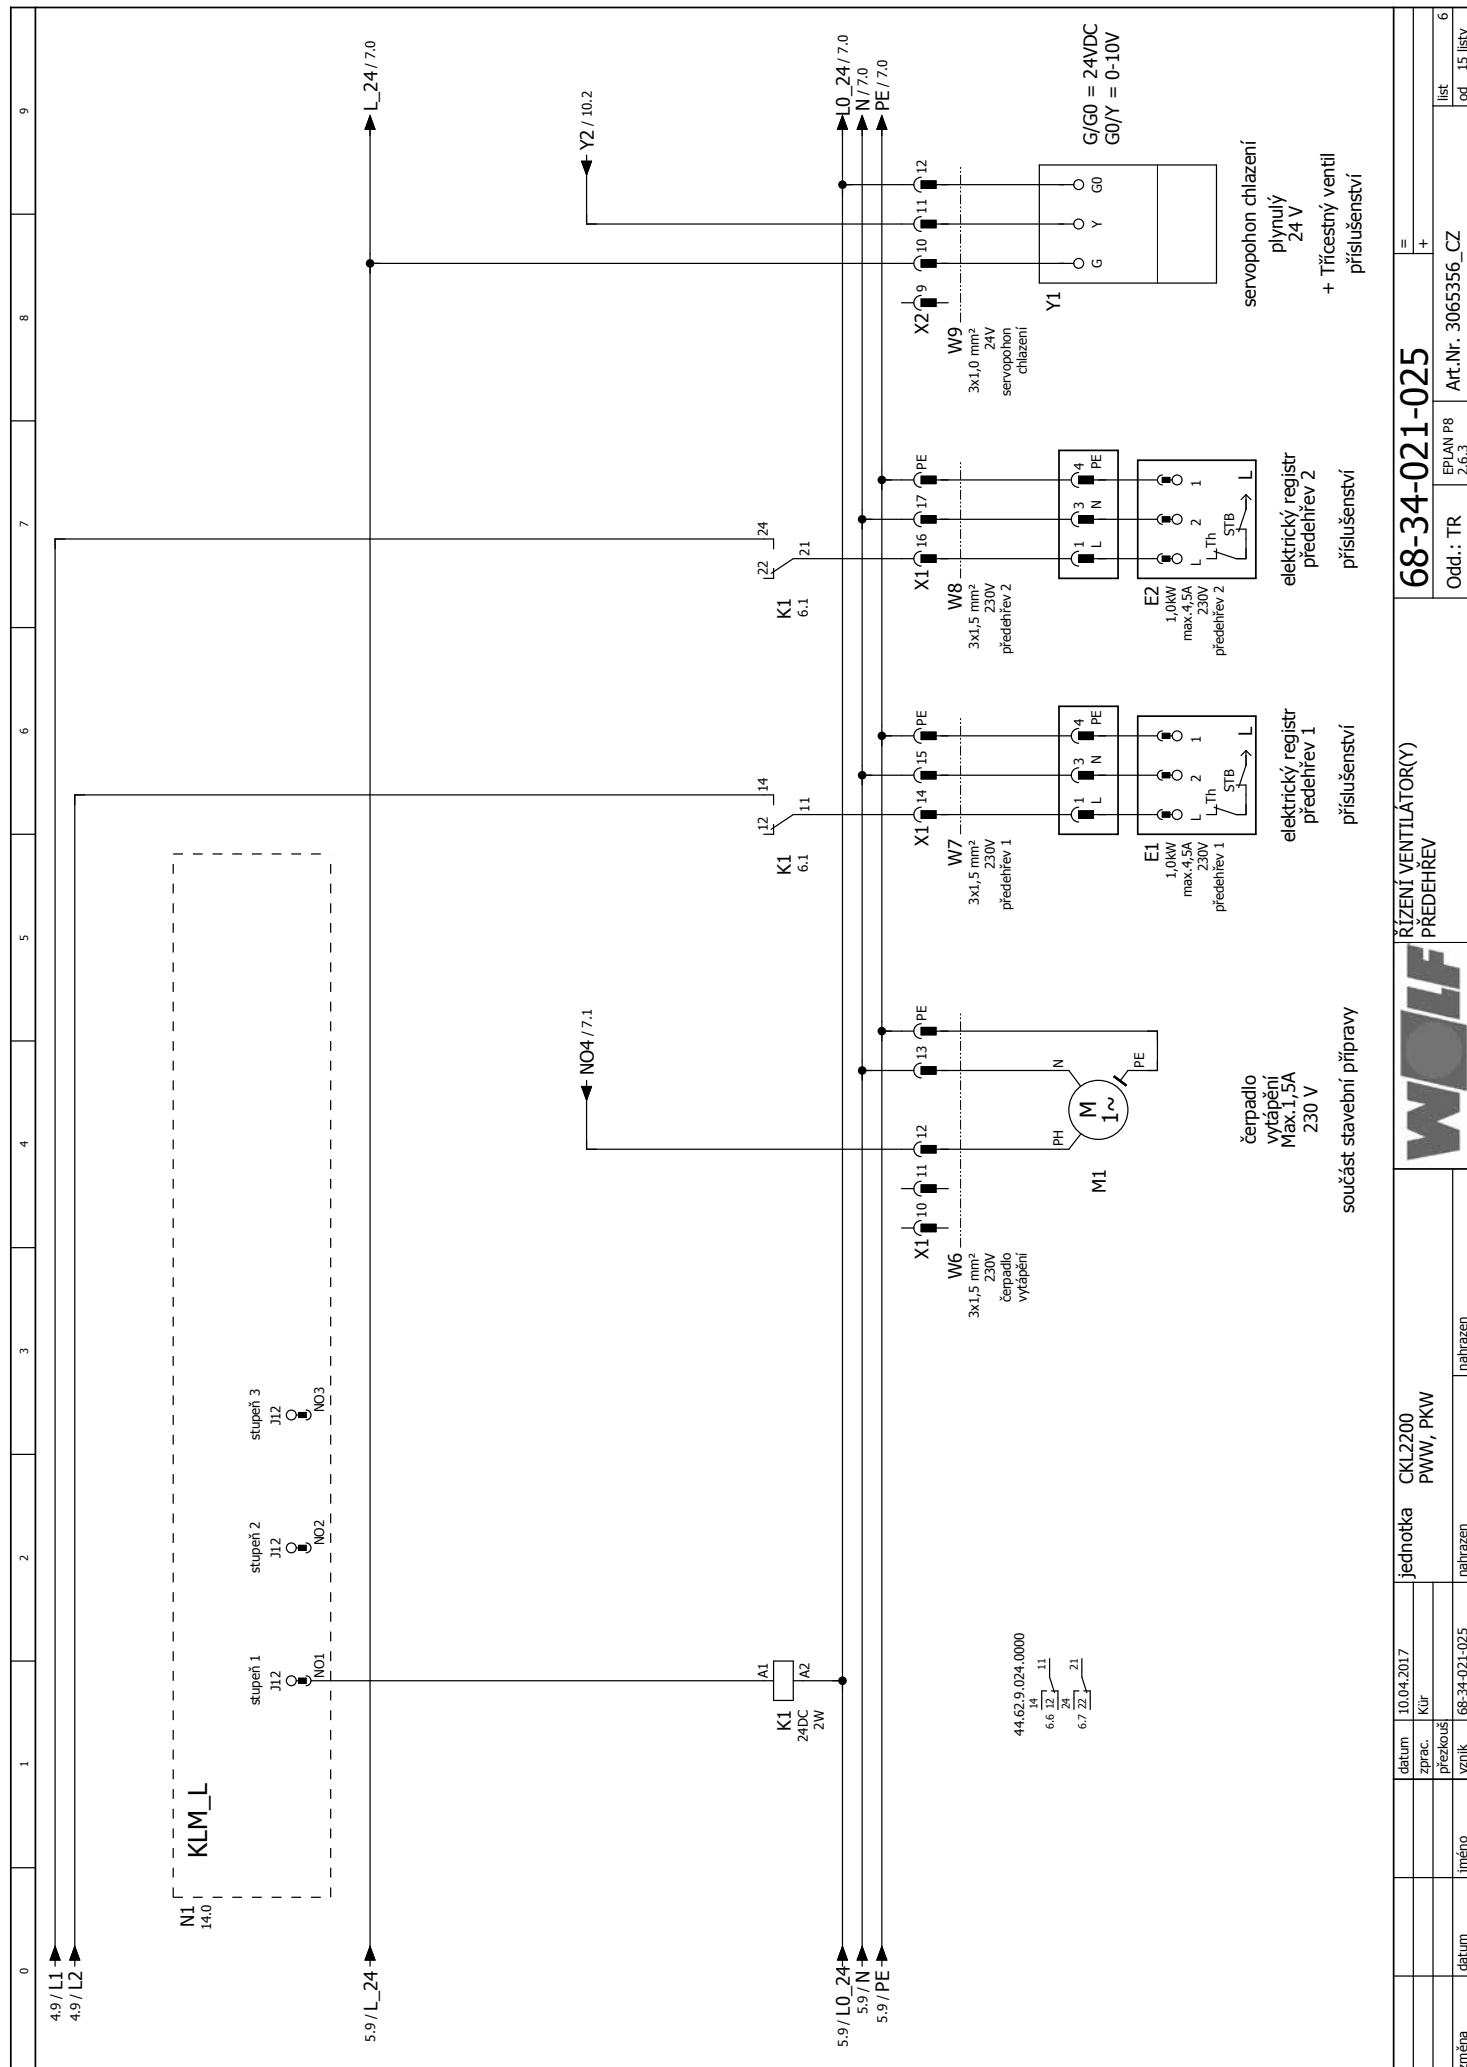 0 1 2 3 4 5 6 7 8 9
4.9 / L1
4.9 / L2
N1
14.0
KLM_L
stupeň 1
J12
NO1
stupeň 2
J12
NO2
stupeň 3
J12
NO3
5.9 / L_24
L_24 / 7.0
NO4 / 7.1
Y2 / 10.2
K1
24DC
2W
A1
A2
K1
6.1
12
14
11
K1
6.1
22
24
21
5.9 / L0_24
L0_24 / 7.0
5.9 / N
N / 7.0
5.9 / PE
PE / 7.0
44.62.9.024.0000
14
6.6 12 11
24
6.7 22 21
X1 10 11 12 13 PE
W6
3x1,5 mm²
230V
čerpadlo
vytápění
PH
N
M
1~
PE
M1
čerpadlo
vytápění
Max.1,5A
230 V
součást stavební přípravy
X1 14 15 PE
W7
3x1,5 mm²
230V
předehřev 1
1 3 4
L N PE
E1
1,0kW
max.4,5A
230V
předehřev 1
L 2 1
Th
STB
L
elektrický registr
předehřev 1
příslušenství
X1 16 17 PE
W8
3x1,5 mm²
230V
předehřev 2
1 3 4
L N PE
E2
1,0kW
max.4,5A
230V
předehřev 2
L 2 1
Th
STB
L
elektrický registr
předehřev 2
příslušenství
X2 9 10 11 12
W9
3x1,0 mm²
24V
servopohon
chlazení
Y1
G Y G0
G/G0 = 24VDC
G0/Y = 0-10V
servopohon chlazení
plynulý
24 V
+ Třícestný ventil
příslušenství
změna
datum
jméno
datum 10.04.2017
zprac. Kür
přezkouš.
vznik 68-34-021-025
jednotka CKL2200
PWW, PKW
nahrazen
nahrazen
WOLF
ŘÍZENÍ VENTILÁTOR(Y)
PŘEDEHŘEV
68-34-021-025
Odd.: TR
EPLAN P8
2.6.3
Art.Nr. 3065356_CZ
=
+
list 6
od 15 listy